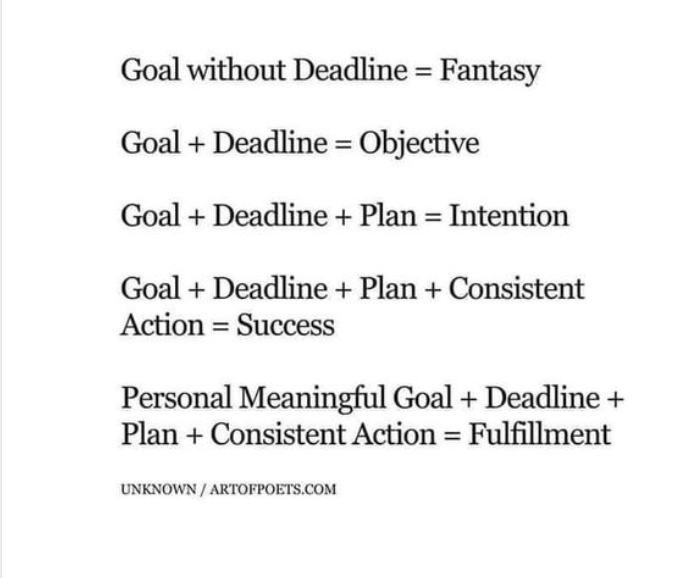 Goal without Deadline = Fantasy
Goal + Deadline = Objective
Goal + Deadline + Plan = Intention
Goal + Deadline + Plan + Consistent
Action = Success
Personal Meaningful Goal + Deadline +
Plan + Consistent Action = Fulfillment
UNKNOWN / ARTOFPOETS.COM